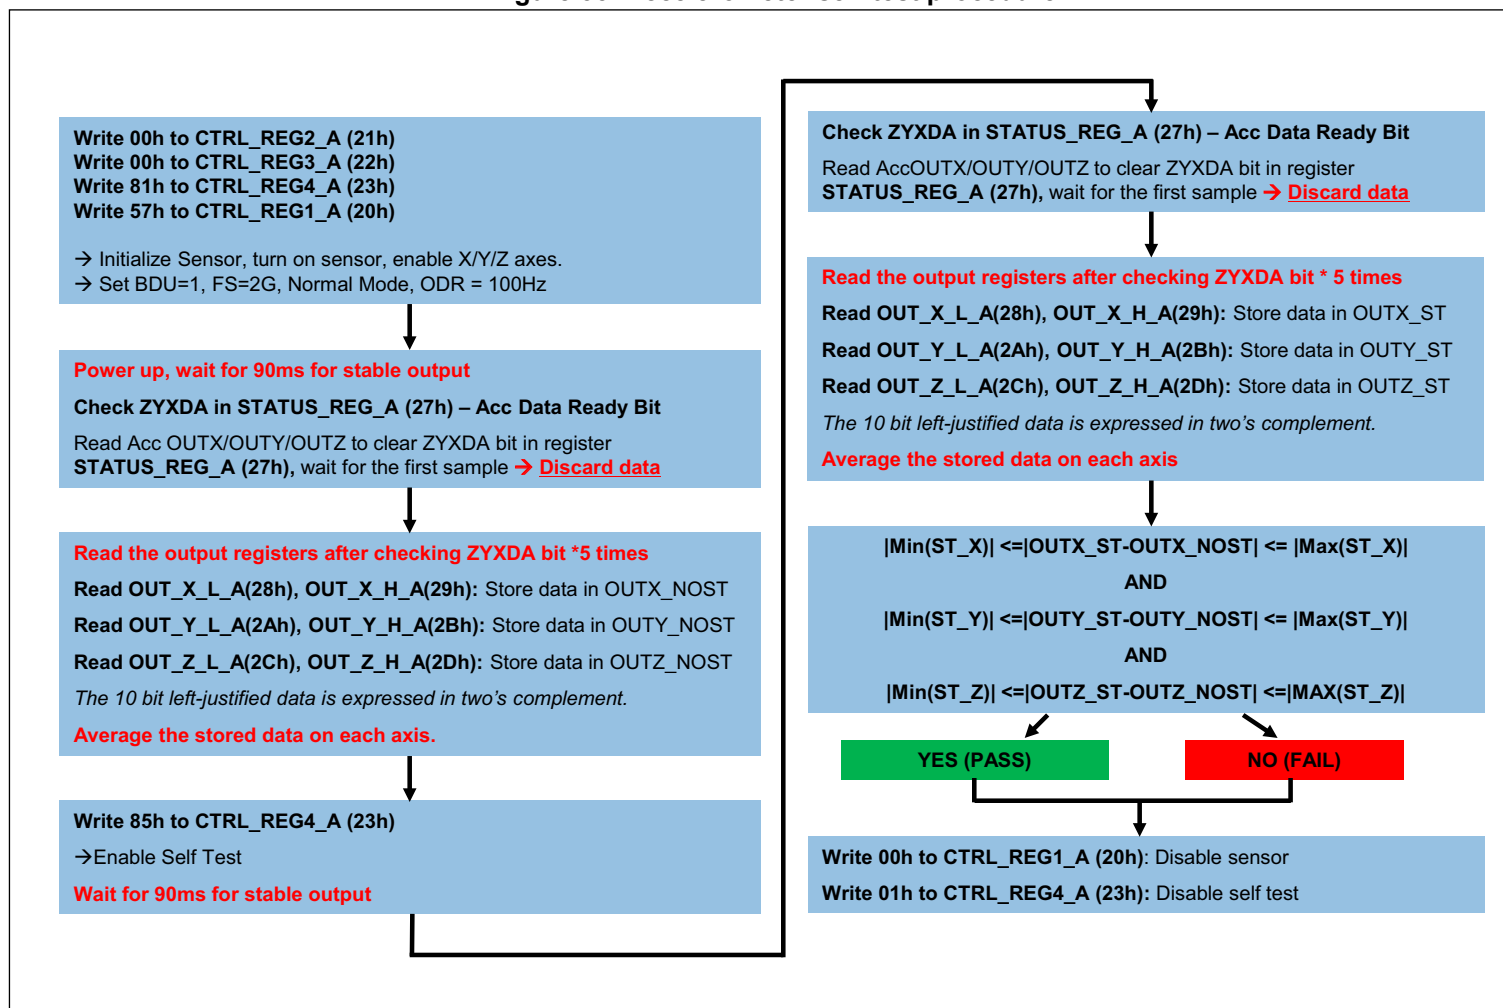 Write 00h to CTRL_REG2_A (21h)
Write 00h to CTRL_REG3_A (22h)
Write 81h to CTRL_REG4_A (23h)
Write 57h to CTRL_REG1_A (20h)
→ Initialize Sensor, turn on sensor, enable X/Y/Z axes.
→ Set BDU=1, FS=2G, Normal Mode, ODR = 100Hz
Power up, wait for 90ms for stable output
Check ZYXDA in STATUS_REG_A (27h) – Acc Data Ready Bit
Read Acc OUTX/OUTY/OUTZ to clear ZYXDA bit in register
STATUS_REG_A (27h), wait for the first sample → Discard data
Read the output registers after checking ZYXDA bit *5 times
Read OUT_X_L_A(28h), OUT_X_H_A(29h): Store data in OUTX_NOST
Read OUT_Y_L_A(2Ah), OUT_Y_H_A(2Bh): Store data in OUTY_NOST
Read OUT_Z_L_A(2Ch), OUT_Z_H_A(2Dh): Store data in OUTZ_NOST
The 10 bit left-justified data is expressed in two's complement.
Average the stored data on each axis.
Write 85h to CTRL_REG4_A (23h)
→Enable Self Test
Wait for 90ms for stable output
Check ZYXDA in STATUS_REG_A (27h) – Acc Data Ready Bit
Read AccOUTX/OUTY/OUTZ to clear ZYXDA bit in register
STATUS_REG_A (27h), wait for the first sample → Discard data
Read the output registers after checking ZYXDA bit * 5 times
Read OUT_X_L_A(28h), OUT_X_H_A(29h): Store data in OUTX_ST
Read OUT_Y_L_A(2Ah), OUT_Y_H_A(2Bh): Store data in OUTY_ST
Read OUT_Z_L_A(2Ch), OUT_Z_H_A(2Dh): Store data in OUTZ_ST
The 10 bit left-justified data is expressed in two's complement.
Average the stored data on each axis
|Min(ST_X)| <=|OUTX_ST-OUTX_NOST| <= |Max(ST_X)|
AND
|Min(ST_Y)| <=|OUTY_ST-OUTY_NOST| <= |Max(ST_Y)|
AND
|Min(ST_Z)| <=|OUTZ_ST-OUTZ_NOST| <=|MAX(ST_Z)|
YES (PASS)
NO (FAIL)
Write 00h to CTRL_REG1_A (20h): Disable sensor
Write 01h to CTRL_REG4_A (23h): Disable self test